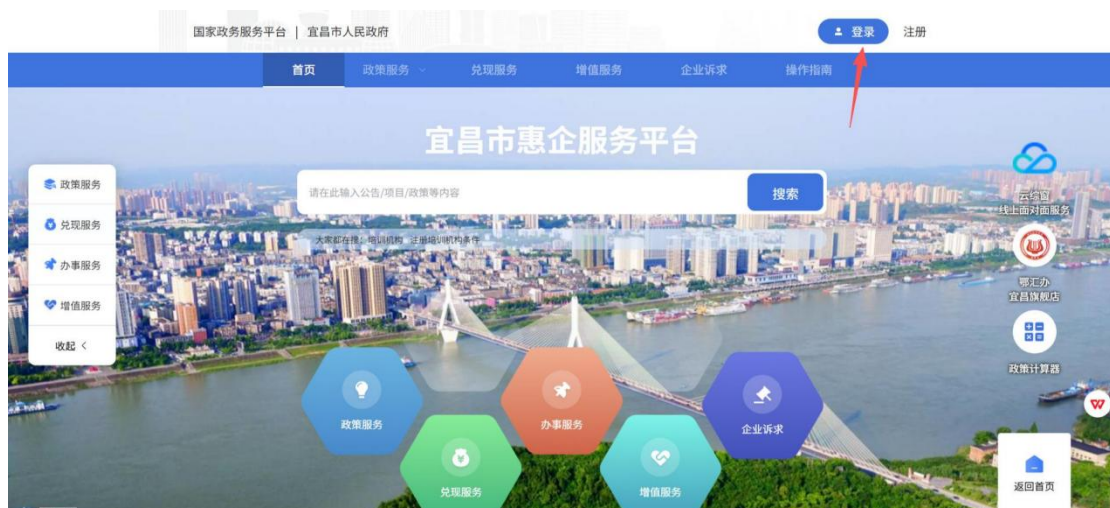 国家政务服务平台 | 宜昌市人民政府
登录
注册
首页
政策服务
兑现服务
增值服务
企业诉求
操作指南
宜昌市惠企服务平台
请在此输入公告/项目/政策等内容
搜索
大家都在搜：培训机构 注册培训机构条件
政策服务
兑现服务
办事服务
增值服务
收起
云综窗
线上面对面服务
鄂汇办
宜昌旗舰店
政策计算器
政策服务
办事服务
企业诉求
兑现服务
增值服务
返回首页